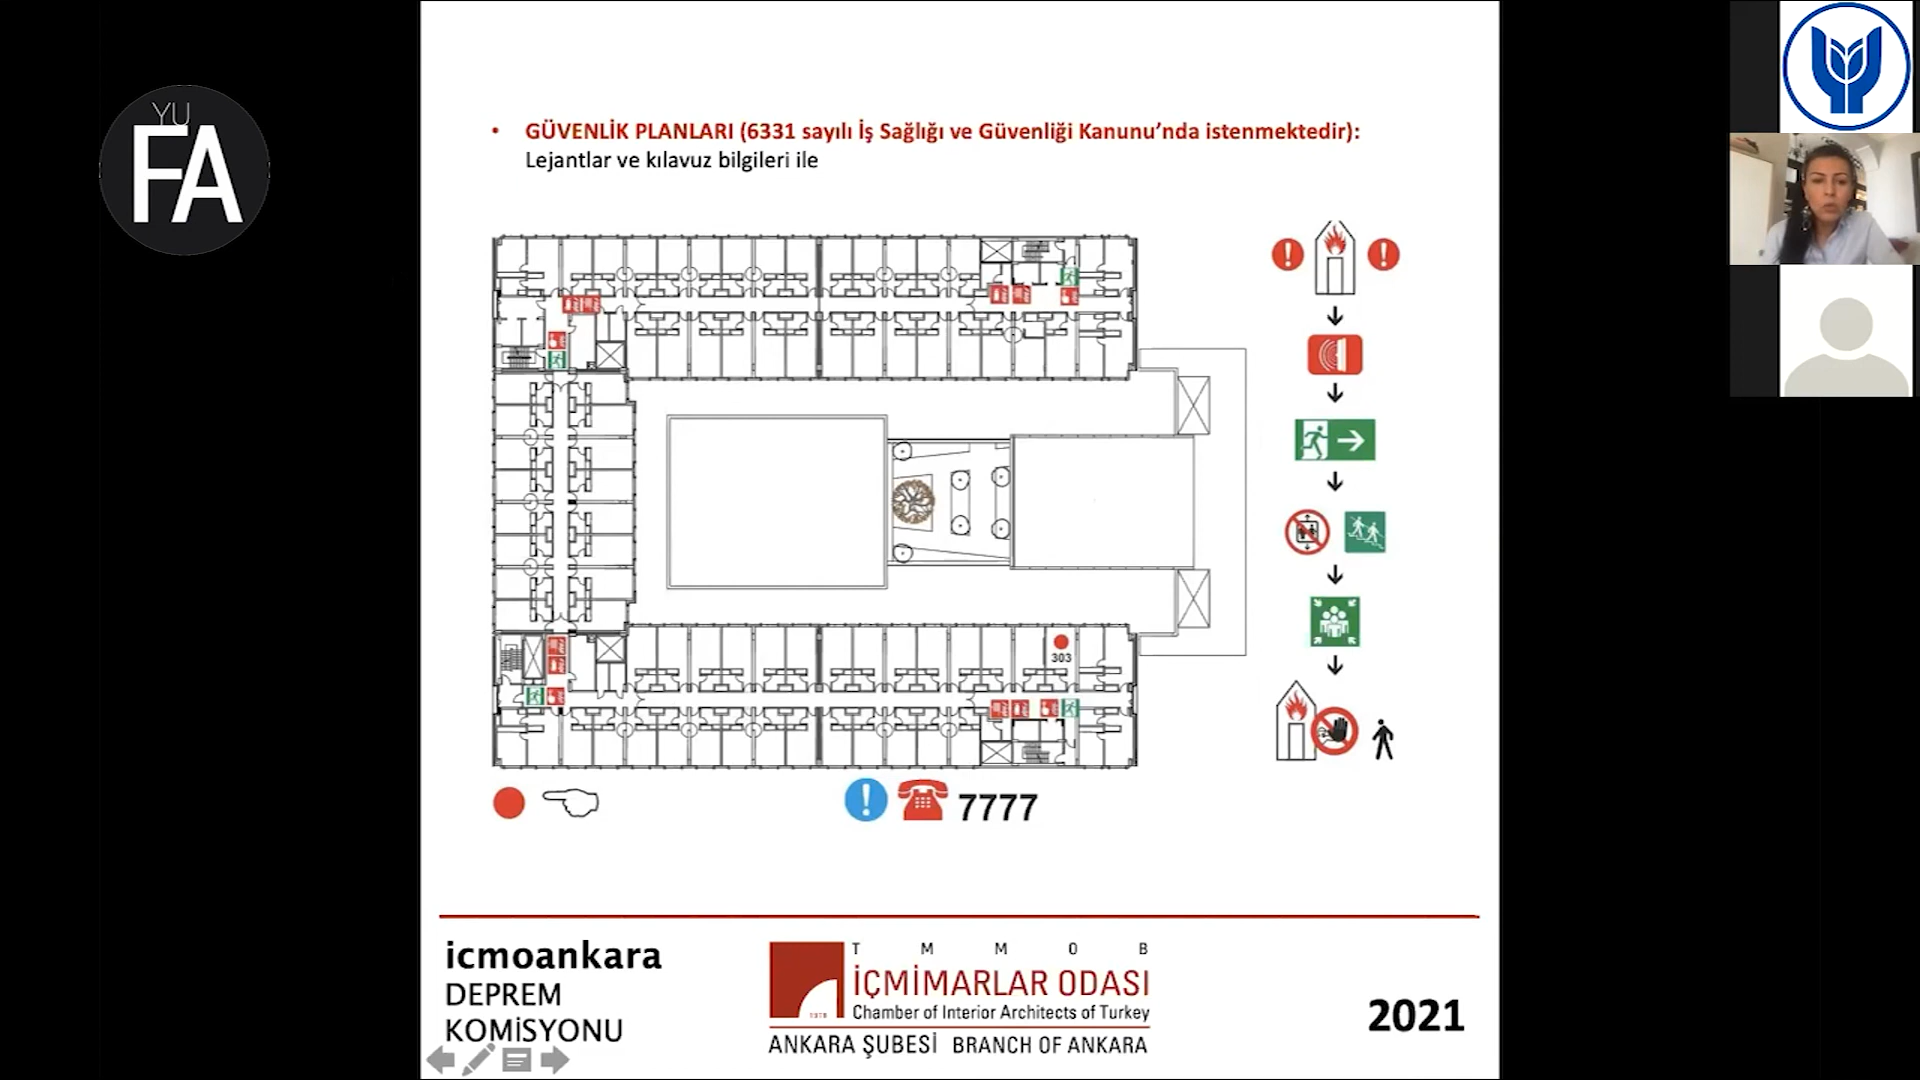 YU
FA
• GÜVENLİK PLANLARI (6331 sayılı İş Sağlığı ve Güvenliği Kanunu’nda istenmektedir):
Lejantlar ve kılavuz bilgileri ile
303
7777
icmoankara
DEPREM
KOMİSYONU
T M M O B
İÇMİMARLAR ODASI
Chamber of Interior Architects of Turkey
ANKARA ŞUBESİ BRANCH OF ANKARA
2021